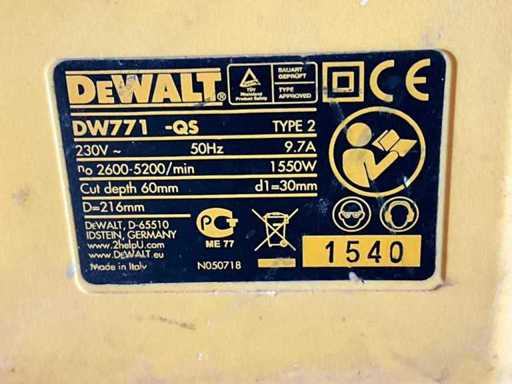 DEWALT®
TÜV
Rheinland
Product Safety
BAUART
GEPRÜFT
TYPE
APPROVED
CE
DW771 -QS TYPE 2
230V ~ 50Hz 9.7A
n₀ 2600-5200/min 1550W
Cut depth 60mm d1=30mm
D=216mm
DEWALT, D-65510
IDSTEIN, GERMANY
www.2helpU.com
www.DEWALT.eu
Made in Italy
РСТ
ME 77
N050718
1540